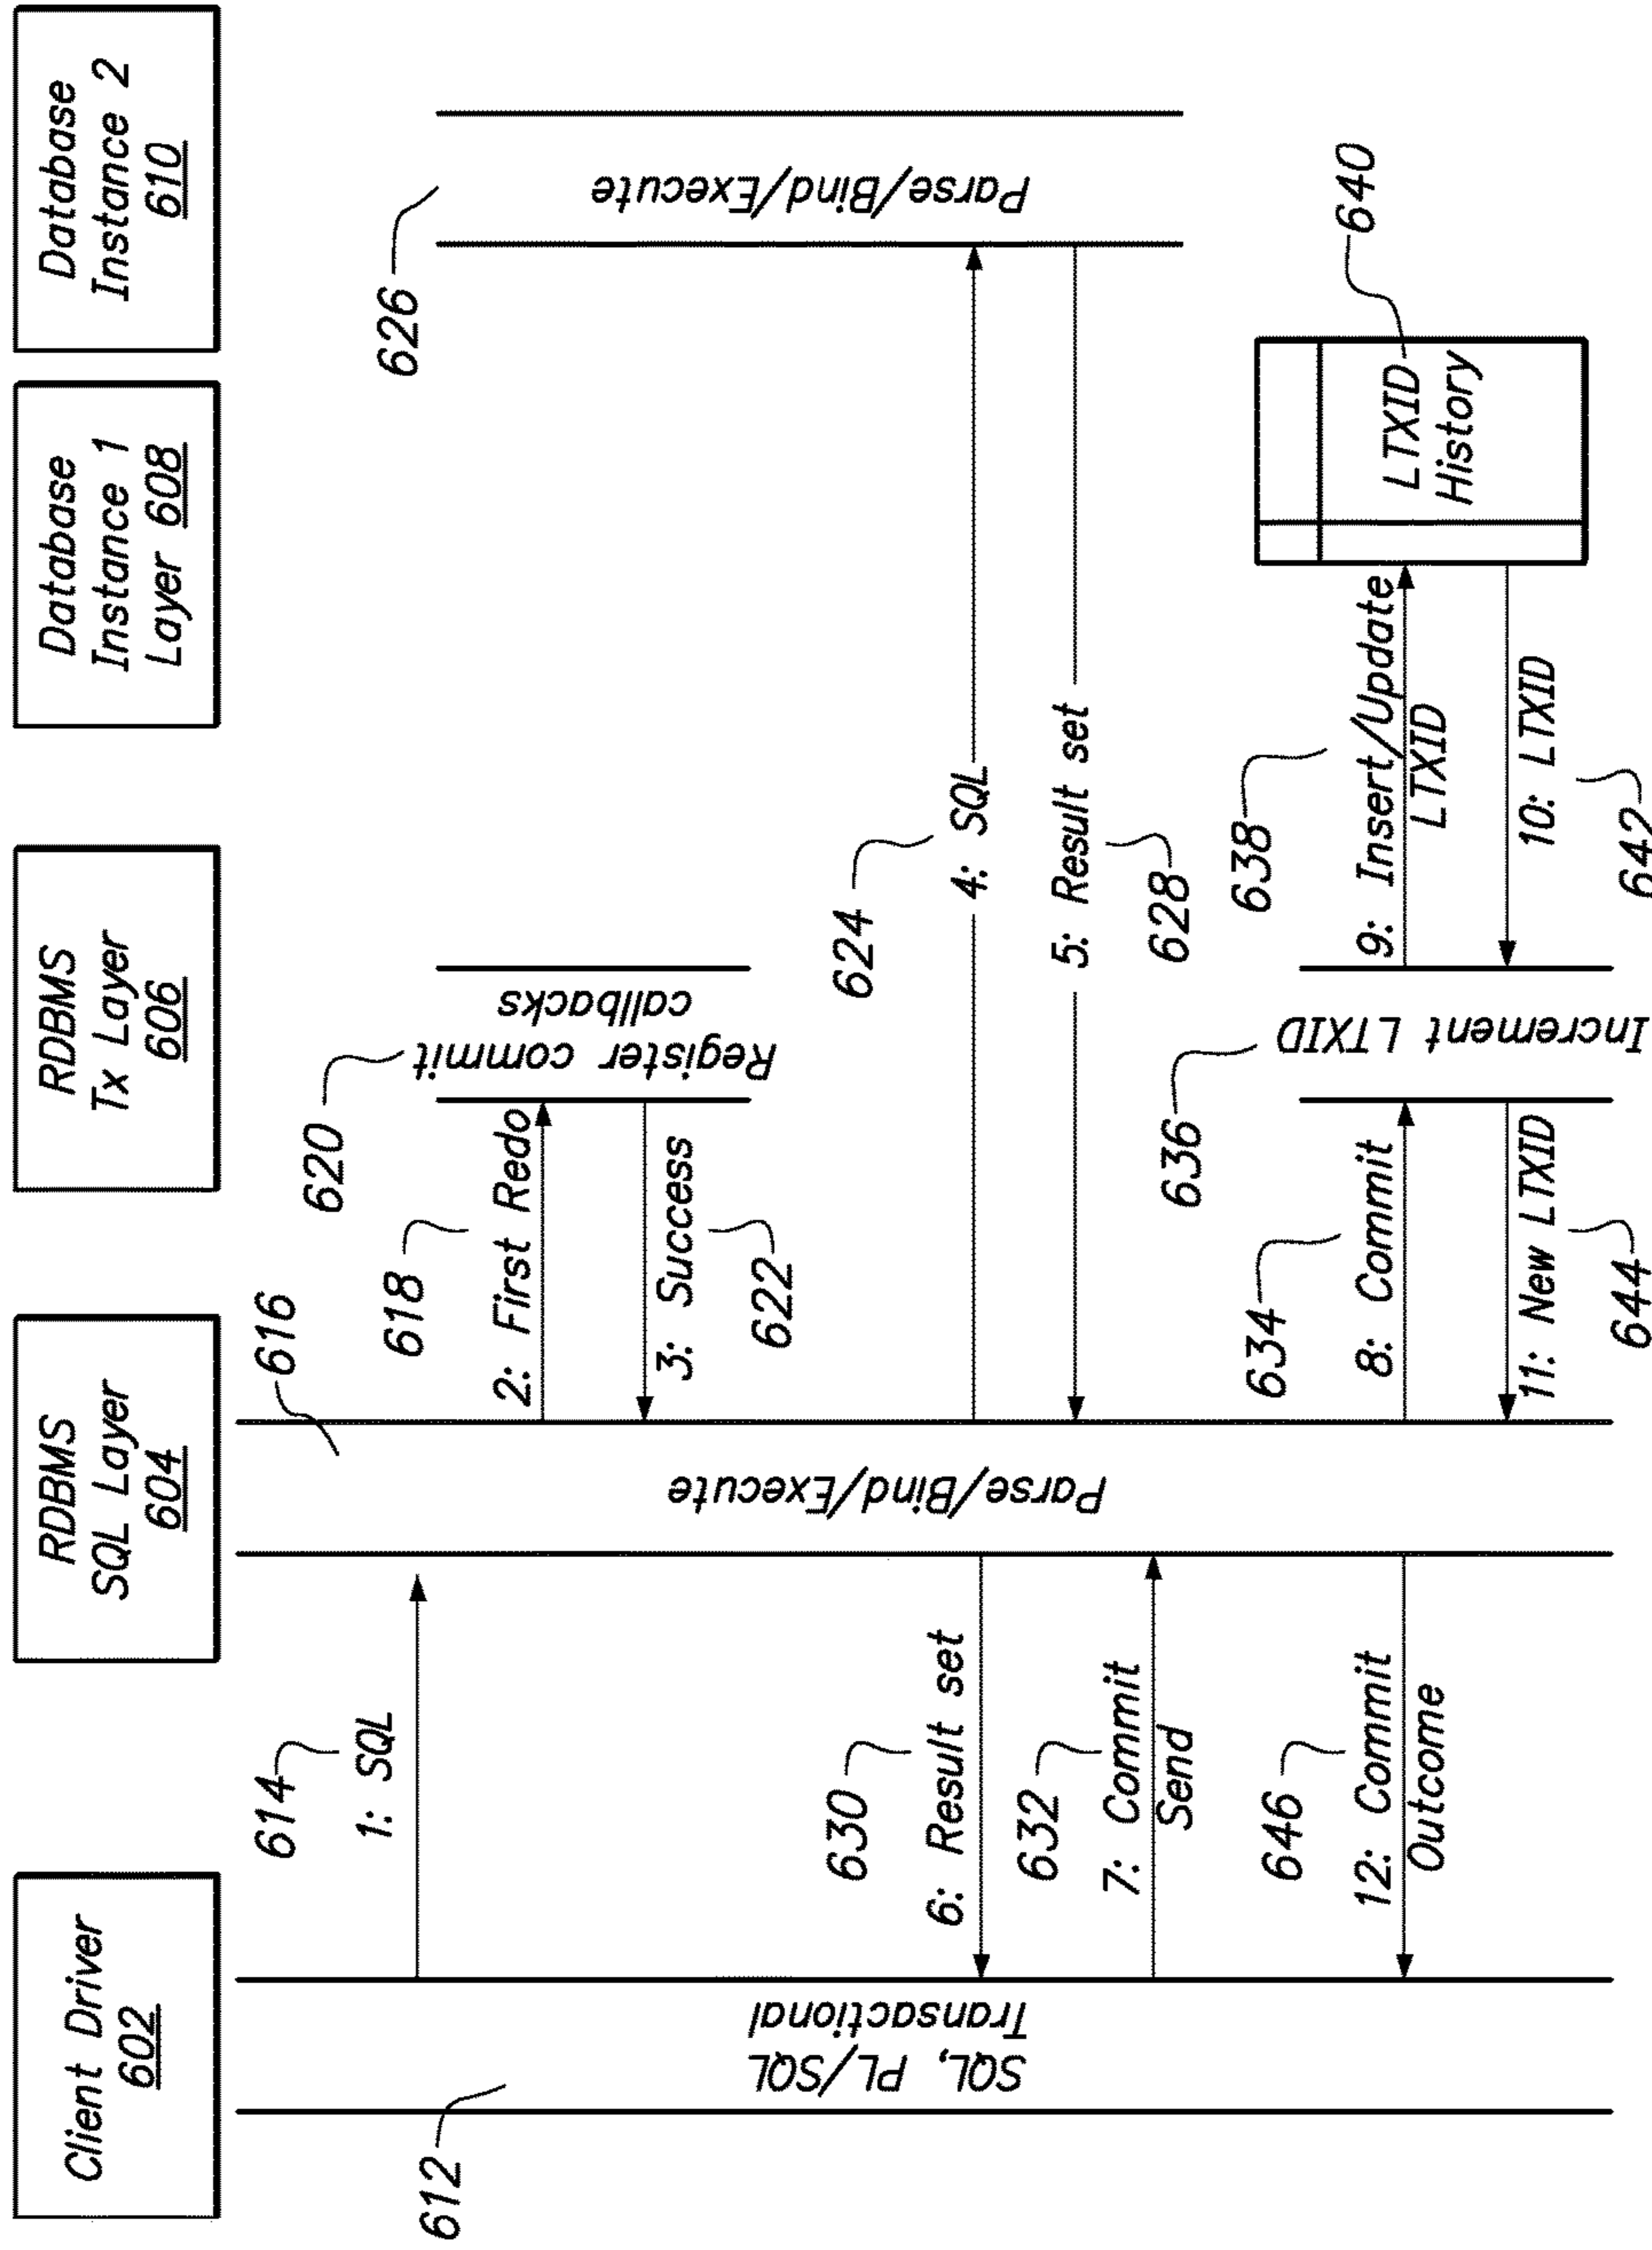 Client Driver
602
RDBMS
SQL Layer
604
RDBMS
Tx Layer
606
Database
Instance 1
Layer 608
Database
Instance 2
610
612
SQL, PL/SQL
Transactional
614
1: SQL
616
Parse/Bind/Execute
618
2: First Redo
620
Register commit
callbacks
3: Success
622
624
4: SQL
626
Parse/Bind/Execute
5: Result set
628
630
6: Result set
632
7: Commit
Send
634
8: Commit
636
Increment LTXID
638
9: Insert/Update
LTXID
640
LTXID
History
10: LTXID
642
11: New LTXID
644
646
12: Commit
Outcome